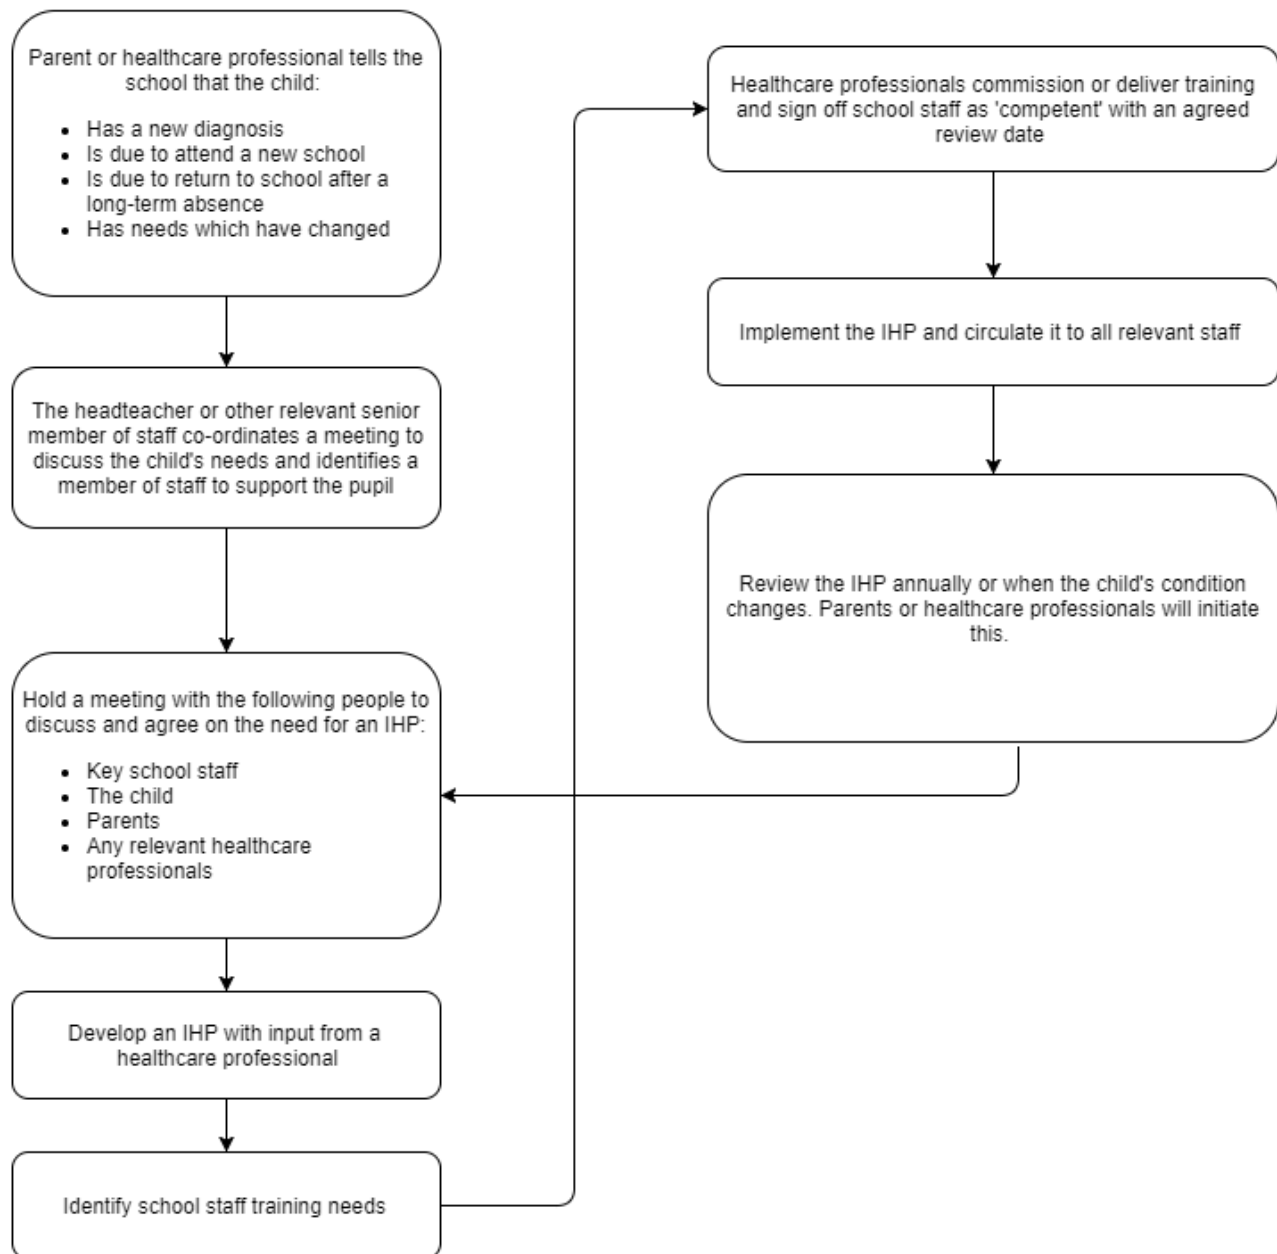 Parent or healthcare professional tells the
school that the child:
• Has a new diagnosis
• Is due to attend a new school
• Is due to return to school after a
long-term absence
• Has needs which have changed
The headteacher or other relevant senior
member of staff co-ordinates a meeting to
discuss the child's needs and identifies a
member of staff to support the pupil
Hold a meeting with the following people to
discuss and agree on the need for an IHP:
• Key school staff
• The child
• Parents
• Any relevant healthcare
professionals
Develop an IHP with input from a
healthcare professional
Identify school staff training needs
Healthcare professionals commission or deliver training
and sign off school staff as 'competent' with an agreed
review date
Implement the IHP and circulate it to all relevant staff
Review the IHP annually or when the child's condition
changes. Parents or healthcare professionals will initiate
this.